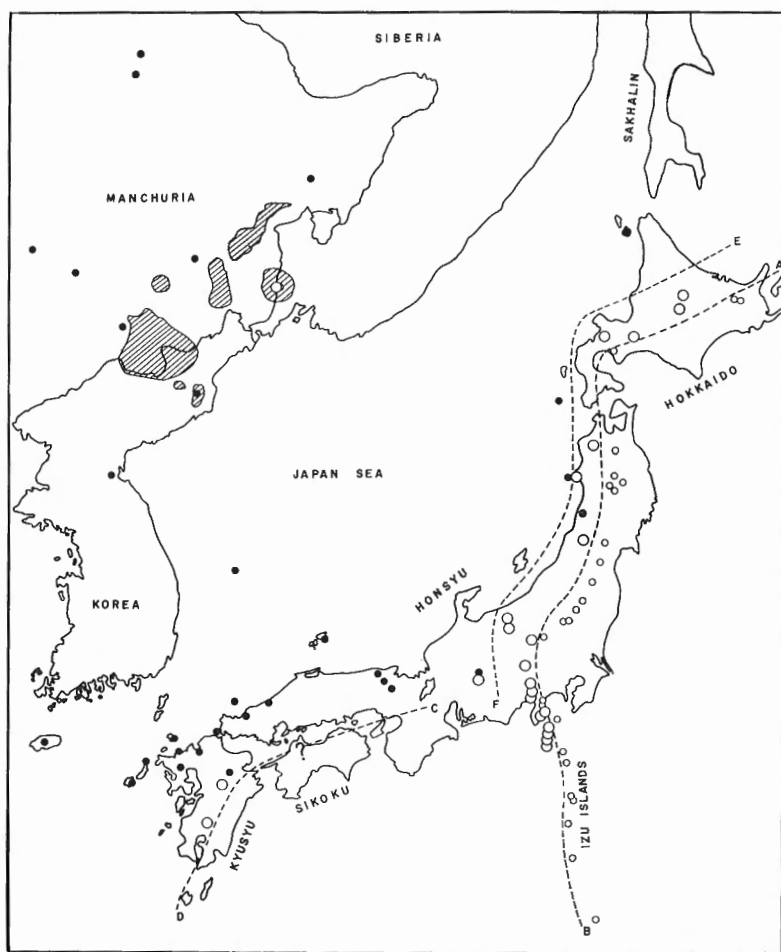 SIBERIA
SAKHALIN
MANCHURIA
E
A
HOKKAIDO
JAPAN SEA
HONSYU
KOREA
C
F
SIKOKU
IZU ISLANDS
KYUSYU
D
B